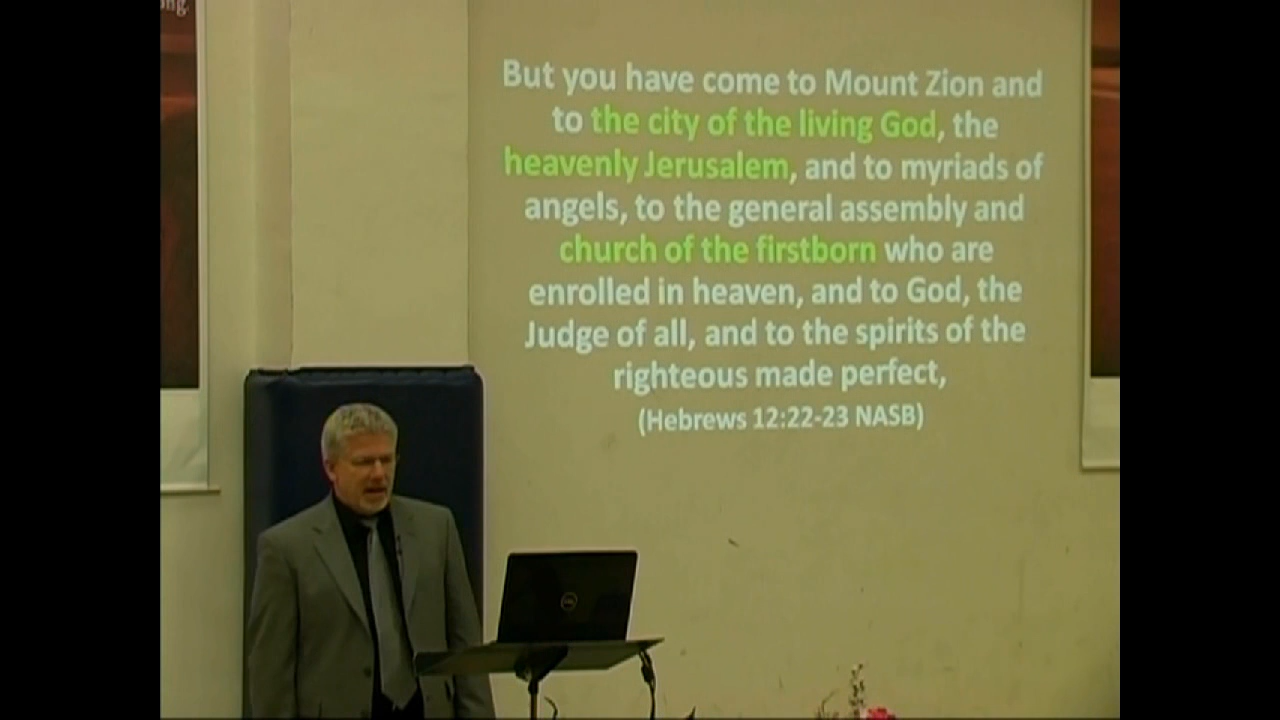 But you have come to Mount Zion and
to the city of the living God, the
heavenly Jerusalem, and to myriads of
angels, to the general assembly and
church of the firstborn who are
enrolled in heaven, and to God, the
Judge of all, and to the spirits of the
righteous made perfect,
(Hebrews 12:22-23 NASB)